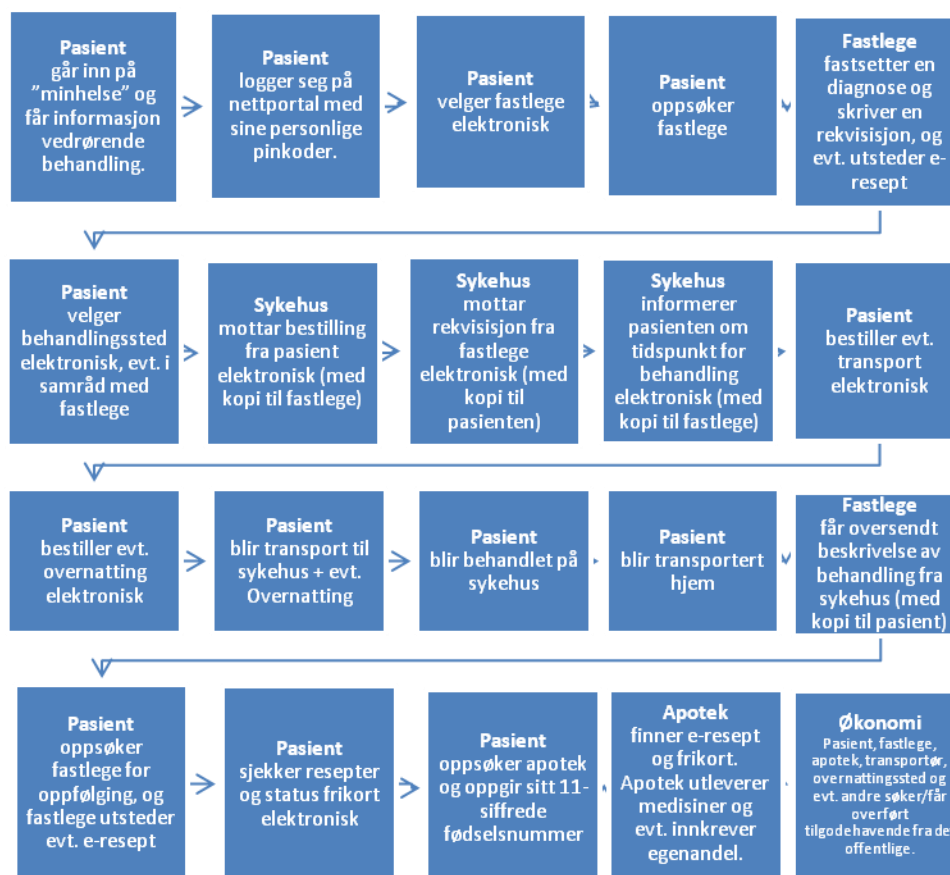 Pasient
går inn på
”minhelse” og
får informasjon
vedrørende
behandling.
Pasient
logger seg på
nettportal med
sine personlige
pinkoder.
Pasient
velger fastlege
elektronisk
Pasient
oppsøker
fastlege
Fastlege
fastsetter en
diagnose og
skriver en
rekvisisjon, og
evt. utsteder e-
resept
Pasient
velger
behandlingssted
elektronisk, evt. i
samråd med
fastlege
Sykehus
mottar bestilling
fra pasient
elektronisk (med
kopi til fastlege)
Sykehus
mottar
rekvisisjon fra
fastlege
elektronisk (med
kopi til
pasienten)
Sykehus
informerer
pasienten om
tidspunkt for
behandling
elektronisk (med
kopi til fastlege)
Pasient
bestiller evt.
transport
elektronisk
Pasient
bestiller evt.
overnatting
elektronisk
Pasient
blir transport til
sykehus + evt.
Overnatting
Pasient
blir behandlet på
sykehus
Pasient
blir transportert
hjem
Fastlege
får oversendt
beskrivelse av
behandling fra
sykehus (med
kopi til pasient)
Pasient
oppsøker
fastlege for
oppfølging, og
fastlege utsteder
evt. e-resept
Pasient
sjekker resepter
og status frikort
elektronisk
Pasient
oppsøker apotek
og oppgir sitt 11-
siffrede
fødselsnummer
Apotek
finner e-resept
og frikort.
Apotek utleverer
medisiner og
evt. innkrever
egenandel.
Økonomi
Pasient, fastlege,
apotek, transportør,
overnattingssted og
evt. andre søker/får
overført
tilgodehavende fra de
offentlige.